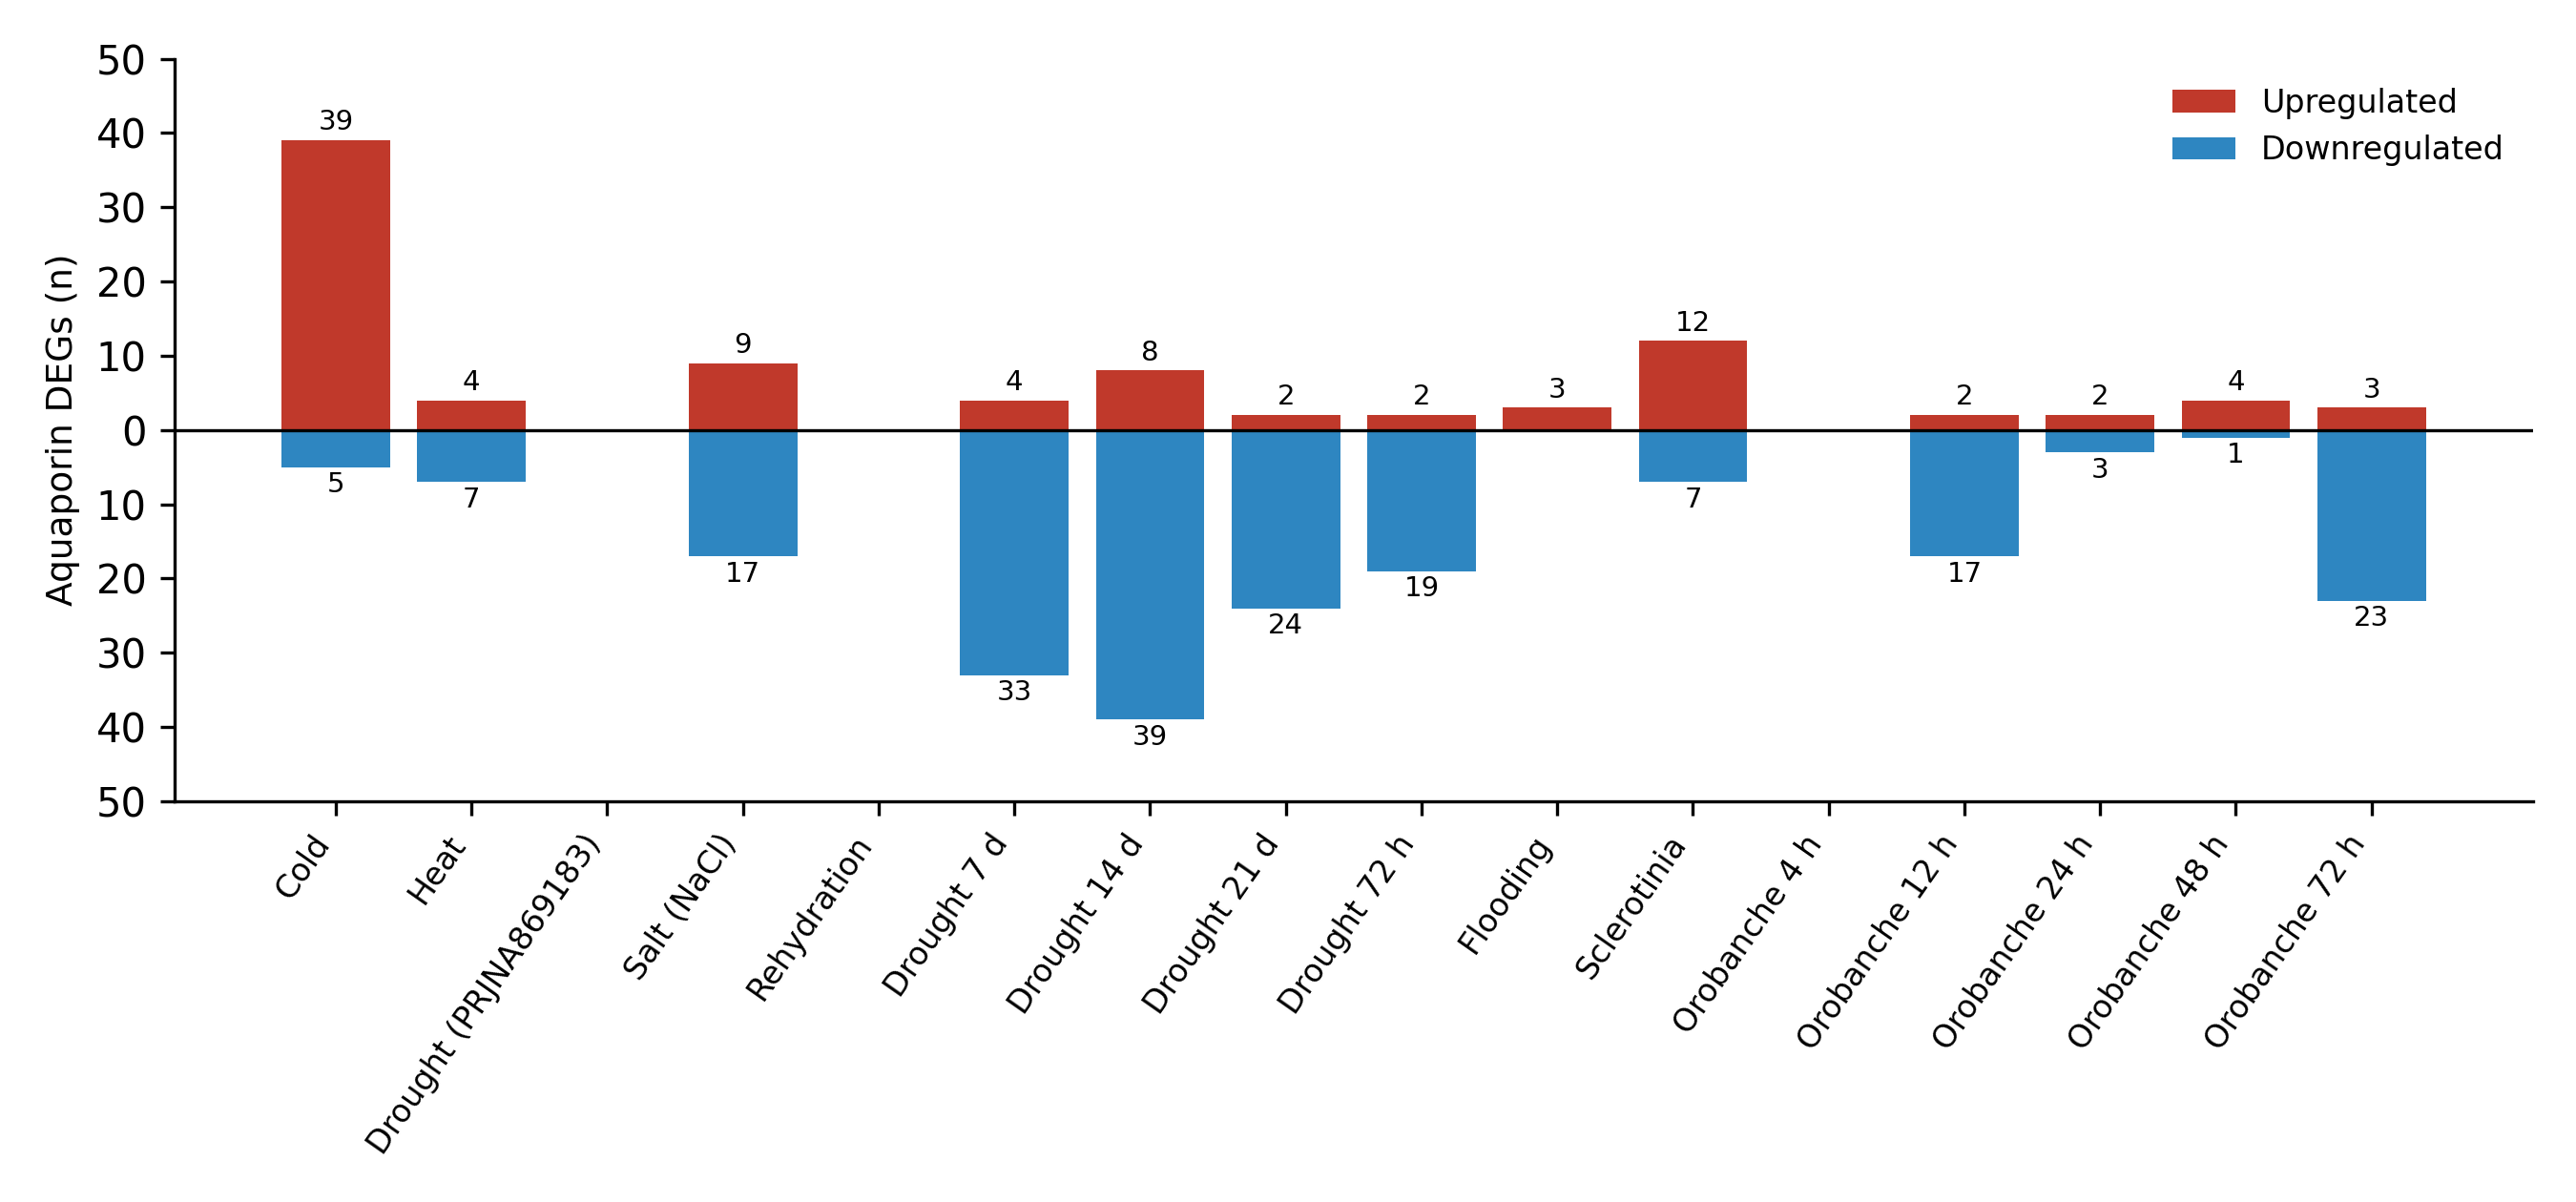 50
40
30
20
10
0
10
20
30
40
50
Aquaporin DEGs (n)
Upregulated
Downregulated
39
4
9
4
8
2
2
3
12
2
2
4
3
5
7
17
33
39
24
19
7
17
3
1
23
Cold
Heat
Drought (PRJNA869183)
Salt (NaCl)
Rehydration
Drought 7 d
Drought 14 d
Drought 21 d
Drought 72 h
Flooding
Sclerotinia
Orobanche 4 h
Orobanche 12 h
Orobanche 24 h
Orobanche 48 h
Orobanche 72 h